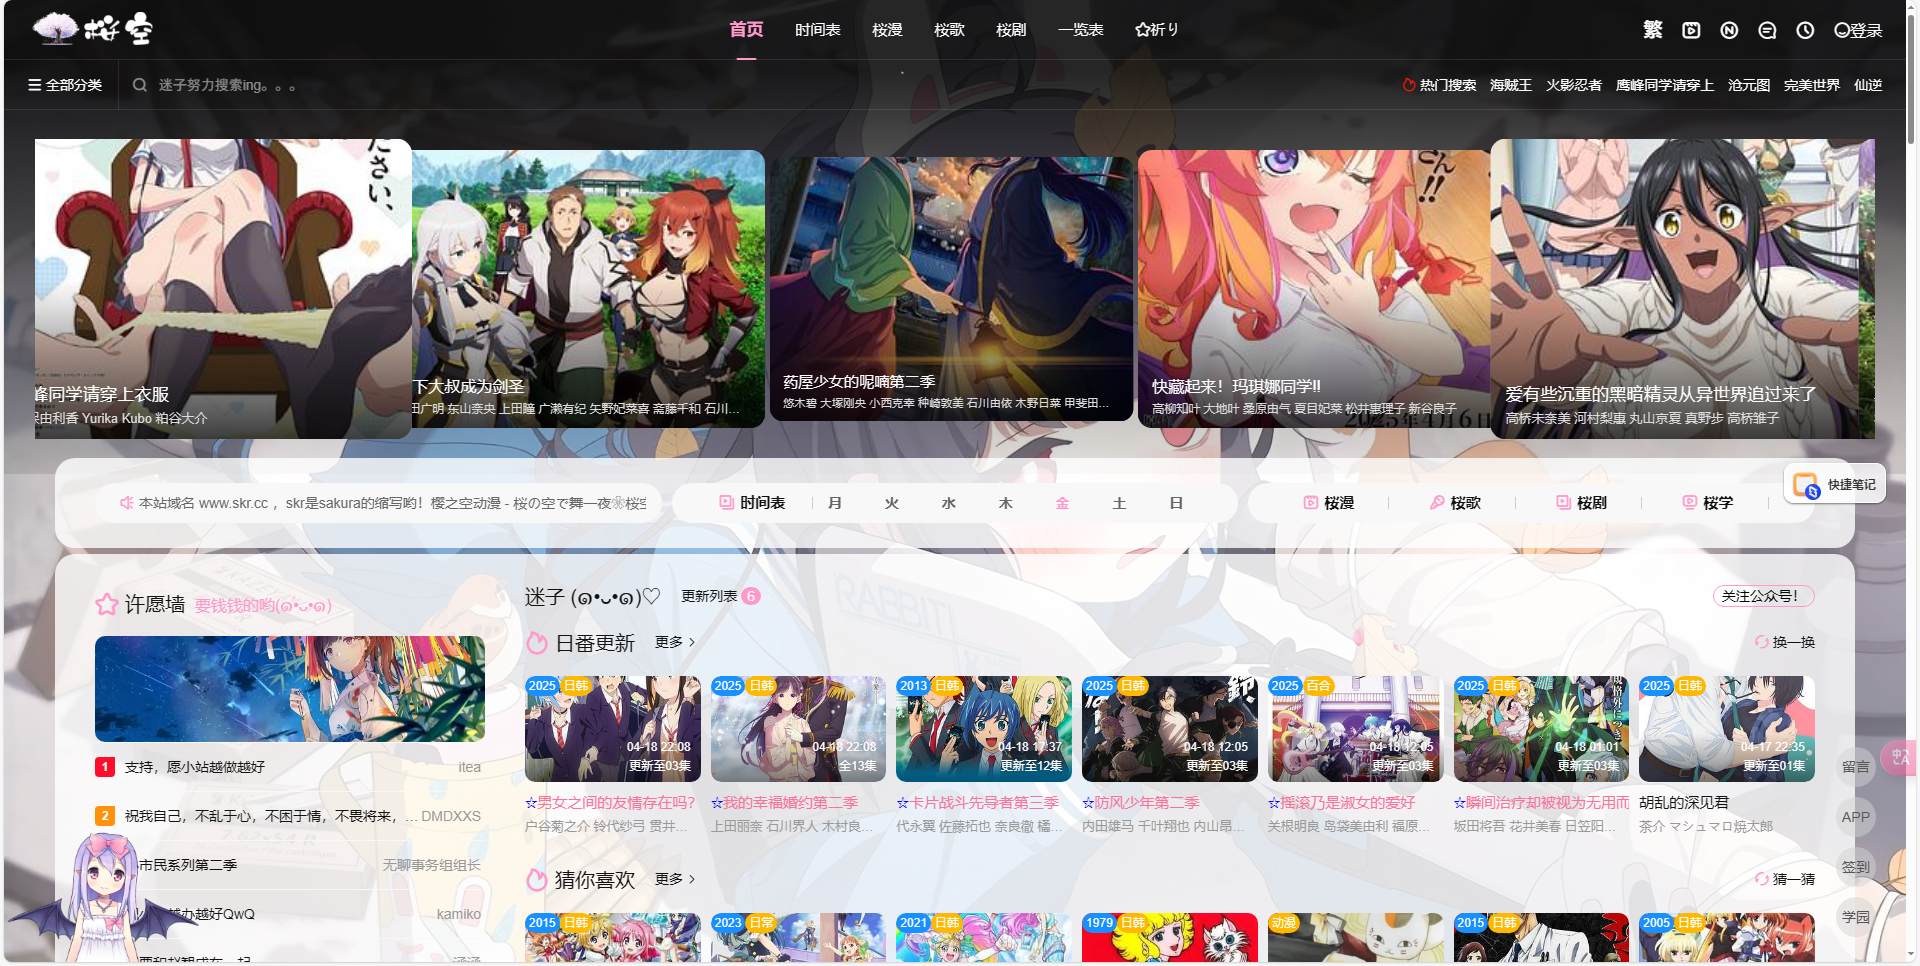 桜空
首页 时间表 桜漫 桜歌 桜剧 一览表 祈り
繁 登录
全部分类 迷子努力搜索ing。。。
热门搜索 海贼王 火影忍者 鹰峰同学请穿上 沧元图 完美世界 仙逆
ださい、
峰同学请穿上衣服
Yurika Kubo 粕谷大介
下大叔成为剑圣
东山奈央 上田瞳 广濑有纪 矢野妃菜喜 斋藤千和 石川...
药屋少女的呢喃第二季
悠木碧 大塚刚央 小西克幸 种崎敦美 石川由依 木野日菜 甲斐田...
快藏起来！玛琪娜同学!!
高柳知叶 大地叶 桑原由气 夏目妃菜 松井惠理子 新谷良子
2025年4月6日
爱有些沉重的黑暗精灵从异世界追过来了
高桥未奈美 河村梨惠 丸山京夏 真野步 高桥雏子
快捷笔记
本站域名 www.skr.cc ，skr是sakura的缩写哟！樱之空动漫 - 桜の空で舞一夜❀桜空
时间表 月 火 水 木 金 土 日
桜漫 桜歌 桜剧 桜学
许愿墙 要钱钱的哟(๑•ᴗ•๑)
迷子 (๑•ᴗ•๑)♡ 更新列表 6
关注公众号！
日番更新 更多
换一换
2025 日韩 04-18 22:08 更新至03集
2025 日韩 04-18 22:08 全13集
2013 日韩 04-18 17:37 更新至12集
2025 日韩 04-18 12:05 更新至03集
2025 百合 04-18 12:05 更新至03集
2025 日韩 04-18 01:01 更新至03集
2025 日韩 04-17 22:35 更新至01集
☆男女之间的友情存在吗?
户谷菊之介 铃代纱弓 贯井...
☆我的幸福婚约第二季
上田丽奈 石川界人 木村良...
☆卡片战斗先导者第三季
代永翼 佐藤拓也 奈良徹 橘...
☆防风少年第二季
内田雄马 千叶翔也 内山昂...
☆摇滚乃是淑女的爱好
关根明良 岛袋美由利 福原...
☆瞬间治疗却被视为无用而
坂田将吾 花井美春 日笠阳...
胡乱的深见君
茶介 マシュマロ焼太郎
1 支持，愿小站越做越好 itea
2 祝我自己，不乱于心，不困于情，不畏将来，... DMDXXS
市民系列第二季 无聊事务组组长
越办越好QwQ kamiko
猜你喜欢 更多
猜一猜
2015 日韩
2023 日常
2021 日韩
1979 日韩
动漫
2015 日韩
2005 日韩
留言
APP
签到
学园